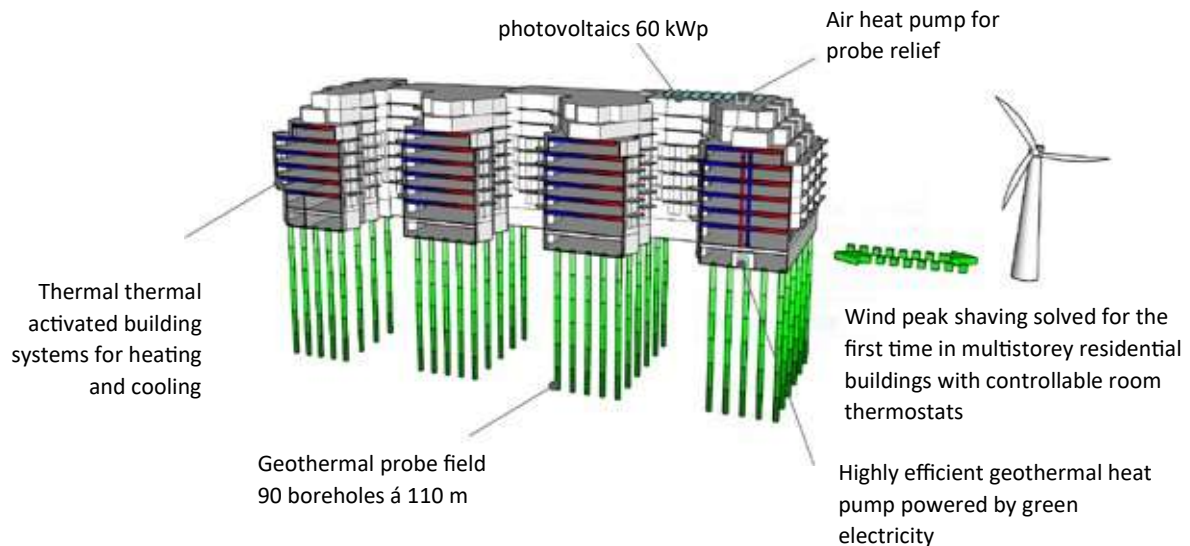 photovoltaics 60 kWp
Air heat pump for
probe relief
Thermal thermal
activated building
systems for heating
and cooling
Wind peak shaving solved for the
first time in multistorey residential
buildings with controllable room
thermostats
Geothermal probe field
90 boreholes á 110 m
Highly efficient geothermal heat
pump powered by green
electricity